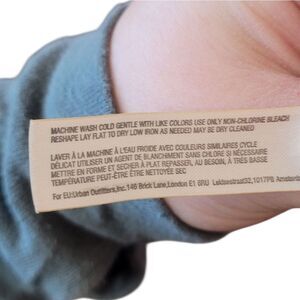 MACHINE WASH COLD GENTLE WITH LIKE COLORS USE ONLY NON-CHLORINE BLEACH
RESHAPE LAY FLAT TO DRY LOW IRON AS NEEDED MAY BE DRY CLEANED
LAVER À LA MACHINE À L'EAU FROIDE AVEC COULEURS SIMILAIRES CYCLE
DÉLICAT UTILISER UN AGENT DE BLANCHIMENT SANS CHLORE SI NÉCESSAIRE
METTRE EN FORME ET SÉCHER À PLAT REPASSER, AU BESOIN, À TRÈS BASSE
TEMPÉRATURE PEUT-ÊTRE ÊTRE NETTOYÉ SEC
For EU:Urban Outfitters,Inc.146 Brick Lane,London E1 6RU Leidsestraat32,1017PB Amsterda